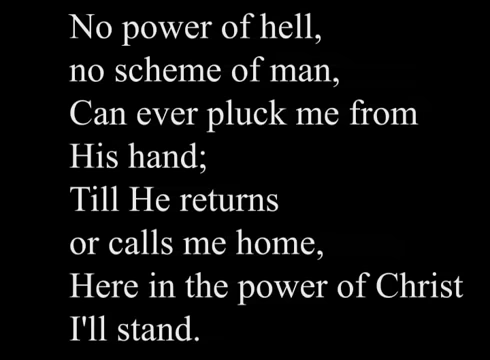 No power of hell,
no scheme of man,
Can ever pluck me from
His hand;
Till He returns
or calls me home,
Here in the power of Christ
I'll stand.